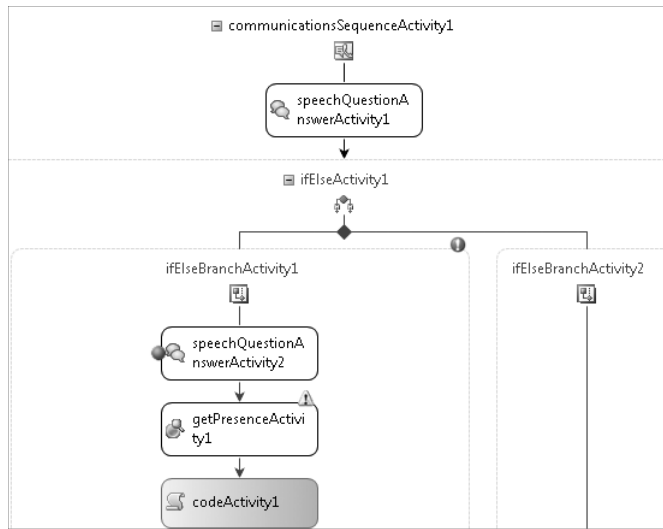 communicationsSequenceActivity1
speechQuestionA
nswerActivity1
ifElseActivity1
ifElseBranchActivity1
ifElseBranchActivity2
speechQuestionA
nswerActivity2
getPresenceActivi
ty1
codeActivity1